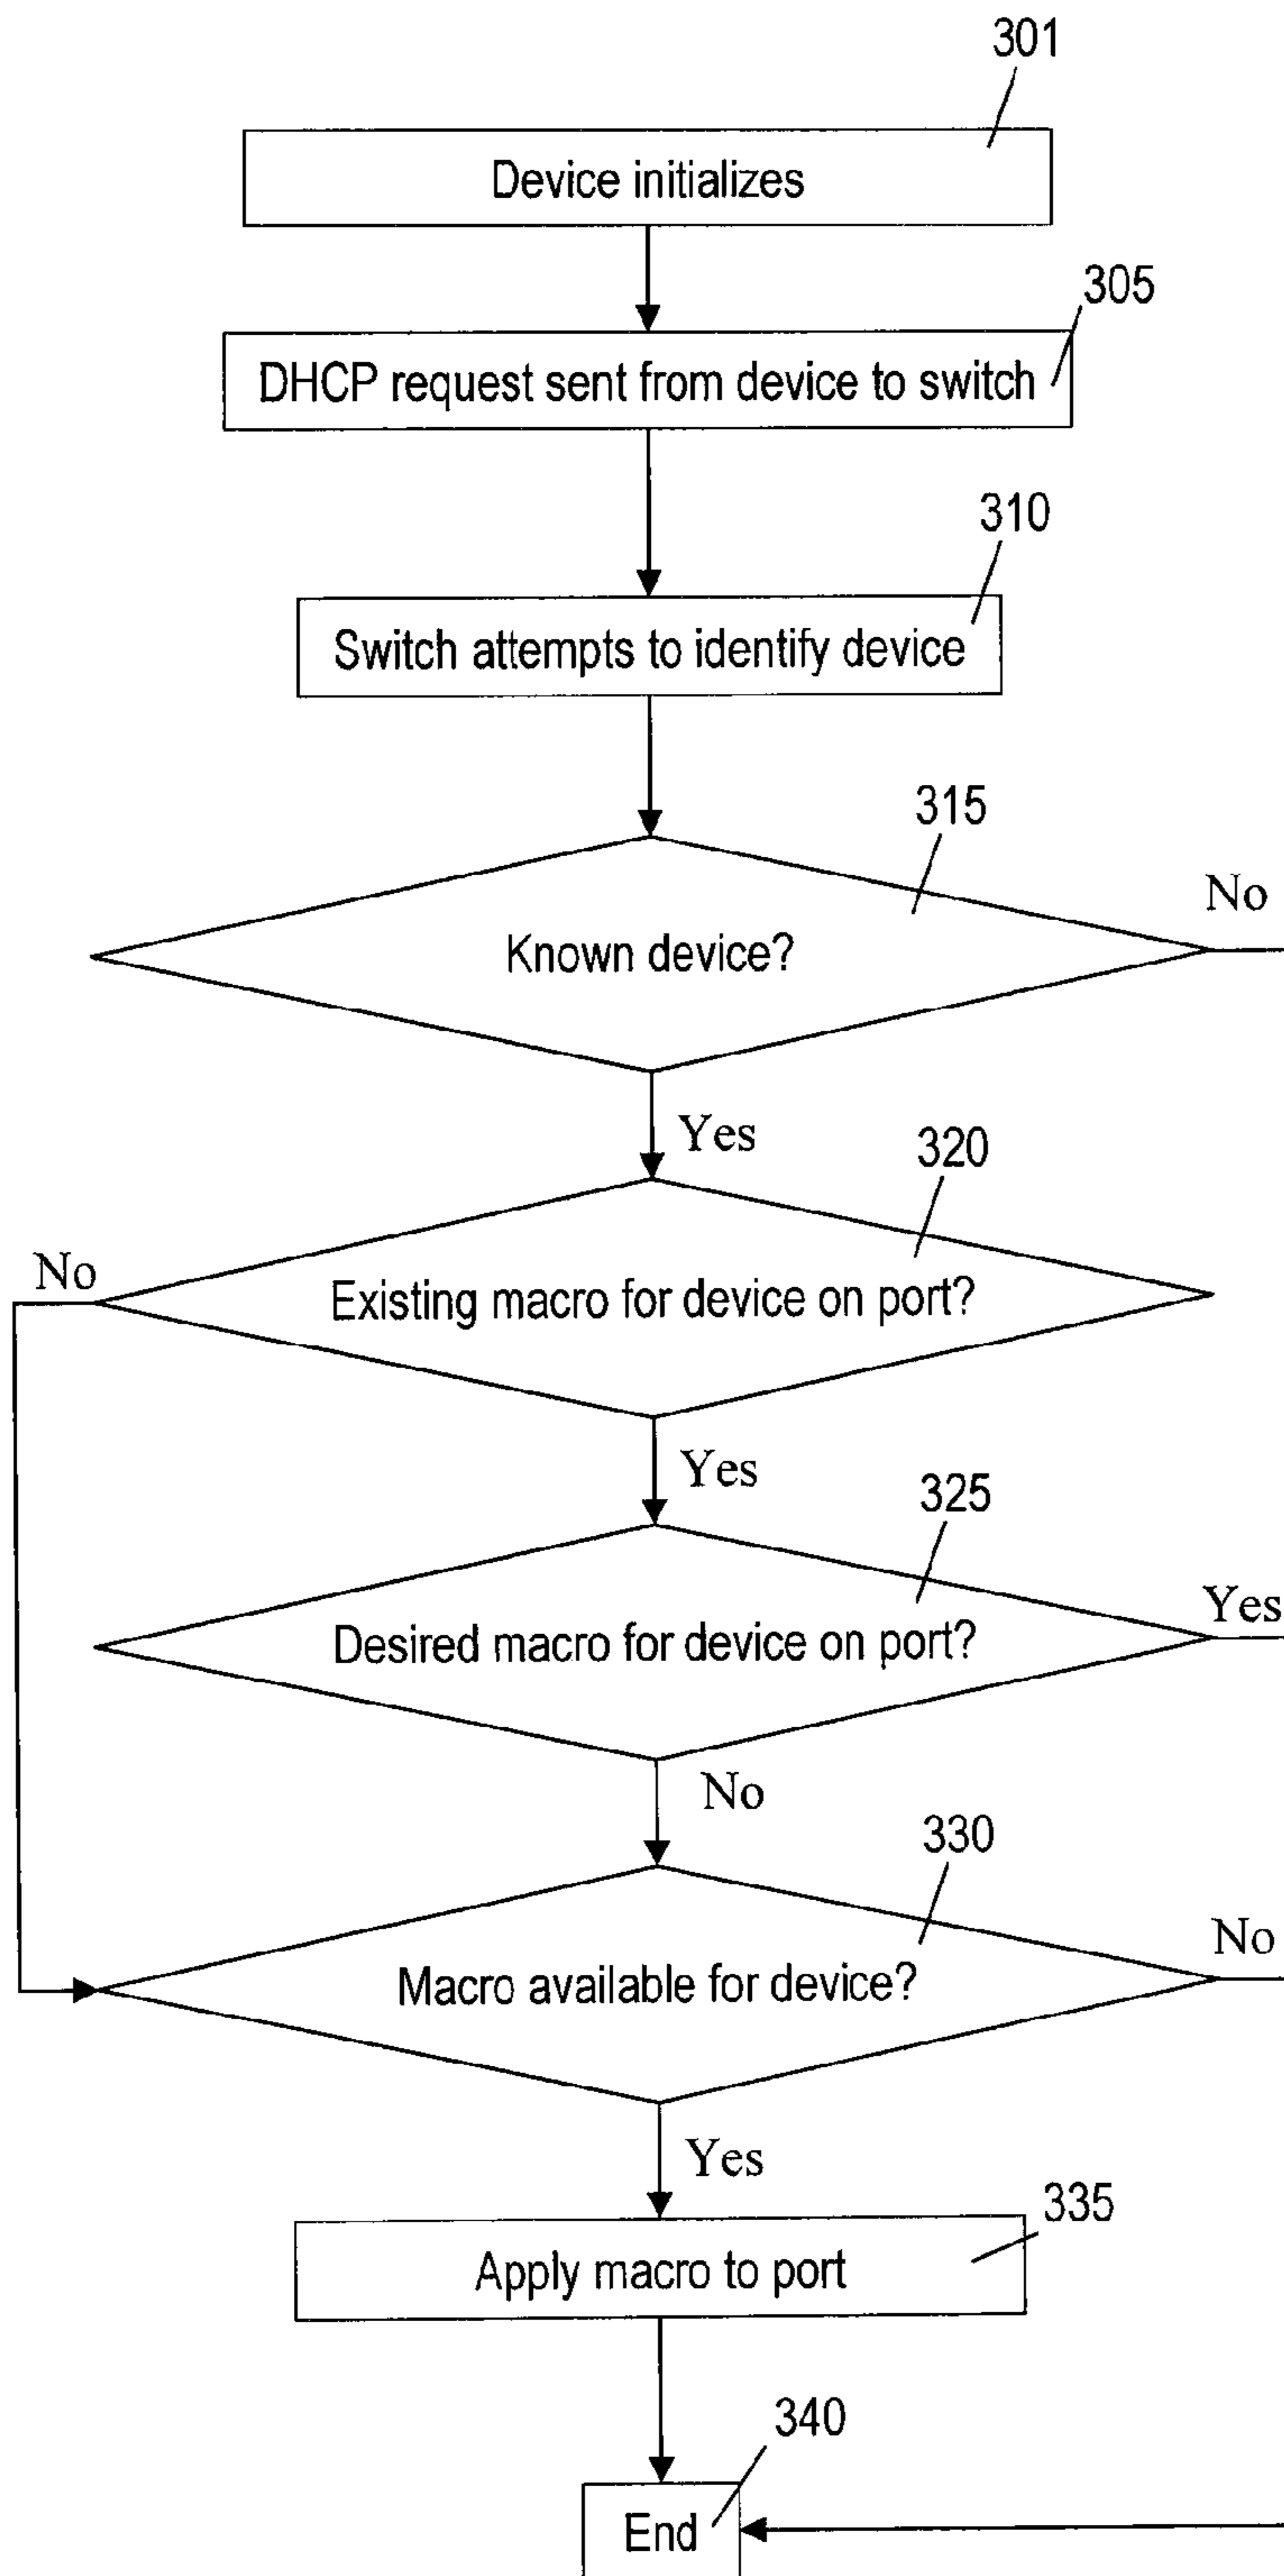 301
Device initializes
305
DHCP request sent from device to switch
310
Switch attempts to identify device
315
No
Known device?
Yes
320
No
Existing macro for device on port?
Yes
325
Yes
Desired macro for device on port?
No
330
No
Macro available for device?
Yes
335
Apply macro to port
340
End